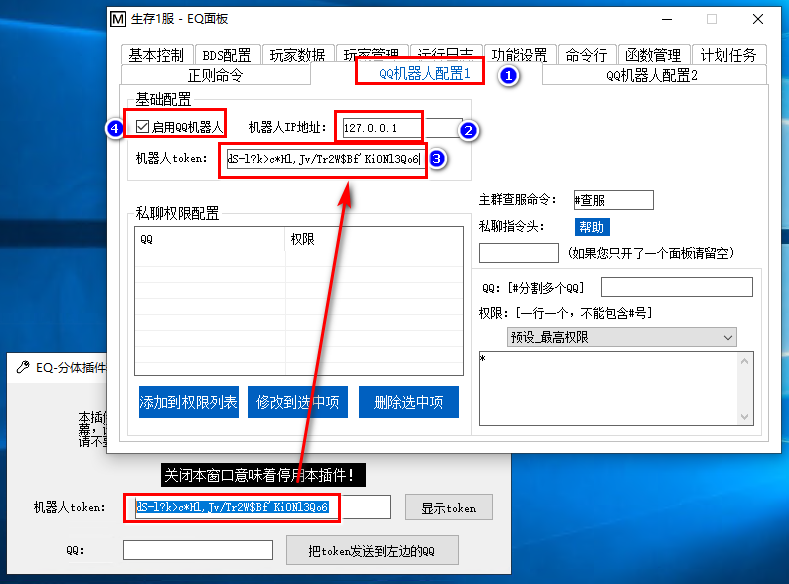 M 生存1服 - EQ面板
基本控制 BDS配置 玩家数据 玩家管理 运行日志 功能设置 命令行 函数管理 计划任务
正则命令 QQ机器人配置1 1 QQ机器人配置2
基础配置
4 启用QQ机器人 机器人IP地址: 127.0.0.1 2
机器人token: dS-l?k>c*Hl,Jv/Tr2W$Bf'KiONl3Qo6 3
主群查服命令: #查服
私聊权限配置
私聊指令头: 帮助
QQ 权限
(如果您只开了一个面板请留空)
QQ: [#分割多个QQ]
权限: [一行一个, 不能包含#号]
预设_最高权限
*
添加到权限列表 修改到选中项 删除选中项
EQ-分体插件
本插
请不
关闭本窗口意味着停用本插件!
机器人token: dS-l?k>c*Hl,Jv/Tr2W$Bf'KiONl3Qo6 显示token
QQ: 把token发送到左边的QQ